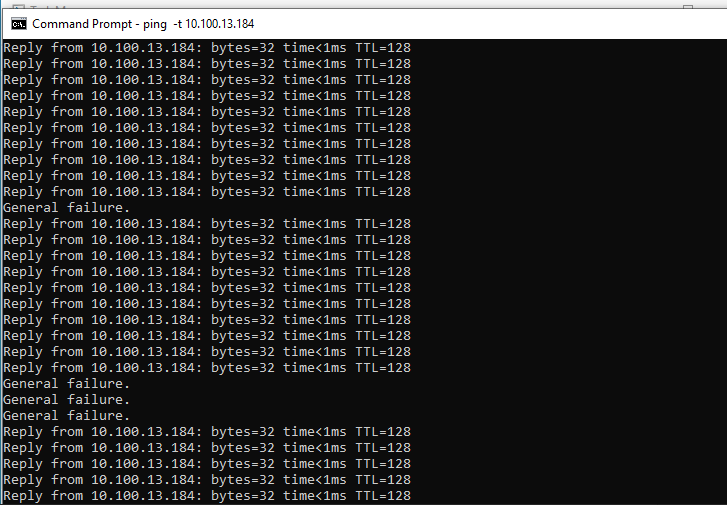 Command Prompt - ping  -t 10.100.13.184
Reply from 10.100.13.184: bytes=32 time<1ms TTL=128
Reply from 10.100.13.184: bytes=32 time<1ms TTL=128
Reply from 10.100.13.184: bytes=32 time<1ms TTL=128
Reply from 10.100.13.184: bytes=32 time<1ms TTL=128
Reply from 10.100.13.184: bytes=32 time<1ms TTL=128
Reply from 10.100.13.184: bytes=32 time<1ms TTL=128
Reply from 10.100.13.184: bytes=32 time<1ms TTL=128
Reply from 10.100.13.184: bytes=32 time<1ms TTL=128
Reply from 10.100.13.184: bytes=32 time<1ms TTL=128
Reply from 10.100.13.184: bytes=32 time<1ms TTL=128
General failure.
Reply from 10.100.13.184: bytes=32 time<1ms TTL=128
Reply from 10.100.13.184: bytes=32 time<1ms TTL=128
Reply from 10.100.13.184: bytes=32 time<1ms TTL=128
Reply from 10.100.13.184: bytes=32 time<1ms TTL=128
Reply from 10.100.13.184: bytes=32 time<1ms TTL=128
Reply from 10.100.13.184: bytes=32 time<1ms TTL=128
Reply from 10.100.13.184: bytes=32 time<1ms TTL=128
Reply from 10.100.13.184: bytes=32 time<1ms TTL=128
Reply from 10.100.13.184: bytes=32 time<1ms TTL=128
Reply from 10.100.13.184: bytes=32 time<1ms TTL=128
General failure.
General failure.
General failure.
Reply from 10.100.13.184: bytes=32 time<1ms TTL=128
Reply from 10.100.13.184: bytes=32 time<1ms TTL=128
Reply from 10.100.13.184: bytes=32 time<1ms TTL=128
Reply from 10.100.13.184: bytes=32 time<1ms TTL=128
Reply from 10.100.13.184: bytes=32 time<1ms TTL=128